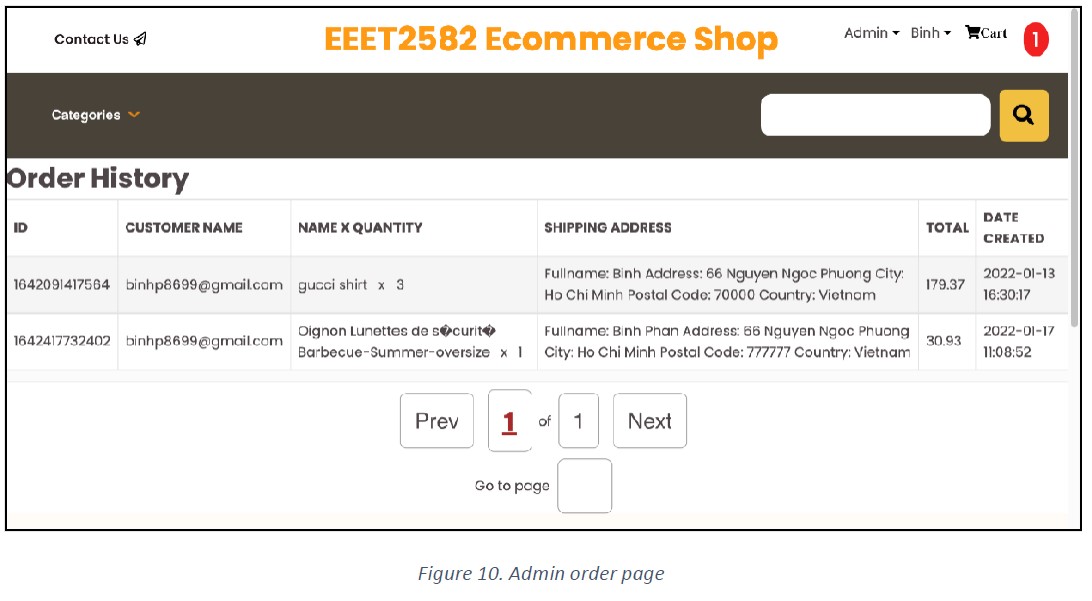 Contact Us
EEET2582 Ecommerce Shop
Admin Binh Cart 1
Categories
Order History
ID CUSTOMER NAME NAME X QUANTITY SHIPPING ADDRESS TOTAL DATE
CREATED
1642091417564 binhp8699@gmail.com gucci shirt x 3 Fullname: Binh Address: 66 Nguyen Ngoc Phuong City:
Ho Chi Minh Postal Code: 70000 Country: Vietnam 179.37 2022-01-13
16:30:17
1642417732402 binhp8699@gmail.com Oignon Lunettes de s�curit�
Barbecue-Summer-oversize x 1 Fullname: Binh Phan Address: 66 Nguyen Ngoc Phuong
City: Ho Chi Minh Postal Code: 777777 Country: Vietnam 30.93 2022-01-17
11:08:52
Prev 1 of 1 Next
Go to page
Figure 10. Admin order page